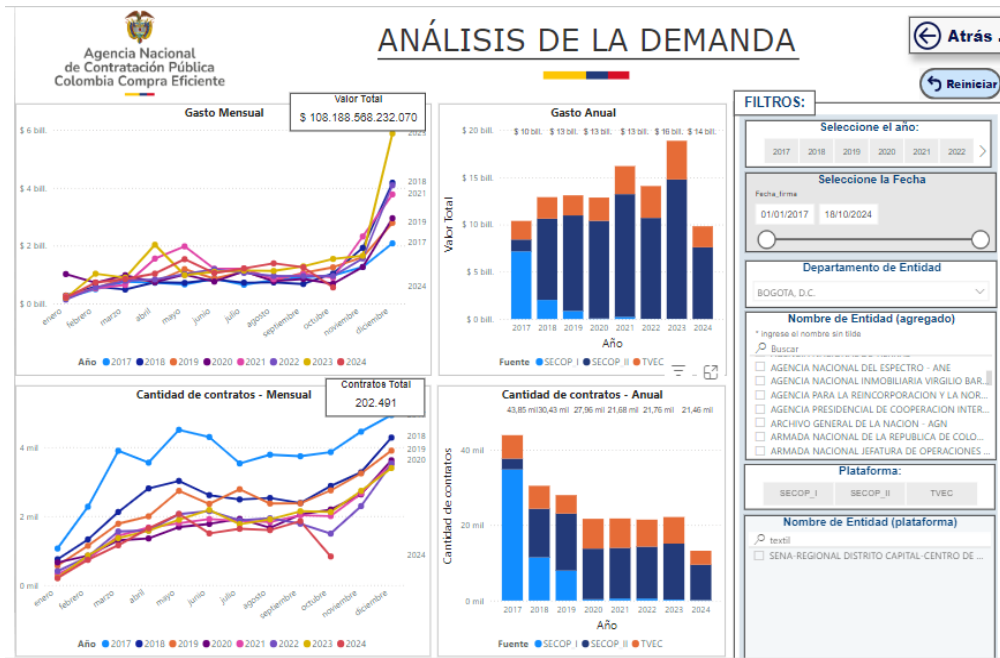 Agencia Nacional
de Contratación Pública
Colombia Compra Eficiente
ANÁLISIS DE LA DEMANDA
Atrás
Reiniciar
Gasto Mensual
Valor Total
$ 108.188.568.232.070
$ 6 bill.
$ 4 bill.
$ 2 bill.
$ 0 bill.
2018
2021
2019
2017
2024
enero
febrero
marzo
abril
mayo
junio
julio
agosto
septiembre
octubre
noviembre
diciembre
Año 2017 2018 2019 2020 2021 2022 2023 2024
Gasto Anual
$ 10 bill. $ 13 bill. $ 13 bill. $ 13 bill. $ 16 bill. $ 14 bill.
Valor Total
$ 20 bill.
$ 15 bill.
$ 10 bill.
$ 5 bill.
$ 0 bill.
2017 2018 2019 2020 2021 2022 2023 2024
Año
Fuente SECOP I SECOP II TVEC
Cantidad de contratos - Mensual
Contratos Total
202.491
4 mil
2 mil
0 mil
2018
2019
2020
2024
enero
febrero
marzo
abril
mayo
junio
julio
agosto
septiembre
octubre
noviembre
diciembre
Año 2017 2018 2019 2020 2021 2022 2023 2024
Cantidad de contratos - Anual
43,85 mil 30,43 mil 27,96 mil 21,68 mil 21,76 mil 21,46 mil
Cantidad de contratos
40 mil
20 mil
0 mil
2017 2018 2019 2020 2021 2022 2023 2024
Año
Fuente SECOP I SECOP II TVEC
FILTROS:
Seleccione el año:
2017 2018 2019 2020 2021 2022
Seleccione la Fecha
Fecha_firma
01/01/2017 18/10/2024
Departamento de Entidad
BOGOTA, D.C.
Nombre de Entidad (agregado)
* ingrese el nombre sin tilde
Buscar
AGENCIA NACIONAL DEL ESPECTRO - ANE
AGENCIA NACIONAL INMOBILIARIA VIRGILIO BAR...
AGENCIA PARA LA REINCORPORACION Y LA NOR...
AGENCIA PRESIDENCIAL DE COOPERACION INTER...
ARCHIVO GENERAL DE LA NACION - AGN
ARMADA NACIONAL DE LA REPUBLICA DE COLO...
ARMADA NACIONAL JEFATURA DE OPERACIONES ...
Plataforma:
SECOP_I SECOP_II TVEC
Nombre de Entidad (plataforma)
textil
SENA-REGIONAL DISTRITO CAPITAL-CENTRO DE ...